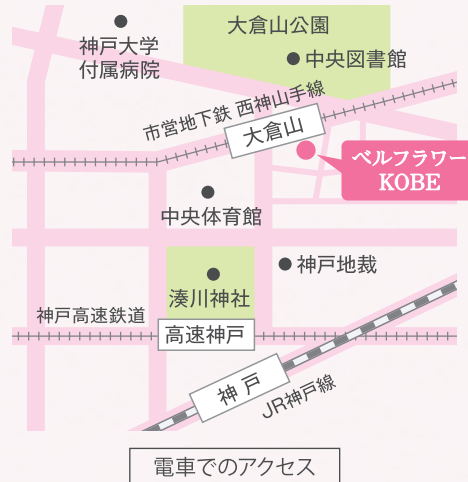 大倉山公園
神戸大学
付属病院
中央図書館
市営地下鉄 西神山手線
大倉山
ベルフラワー
KOBE
中央体育館
神戸地裁
湊川神社
神戸高速鉄道
高速神戸
神戸
JR神戸線
電車でのアクセス